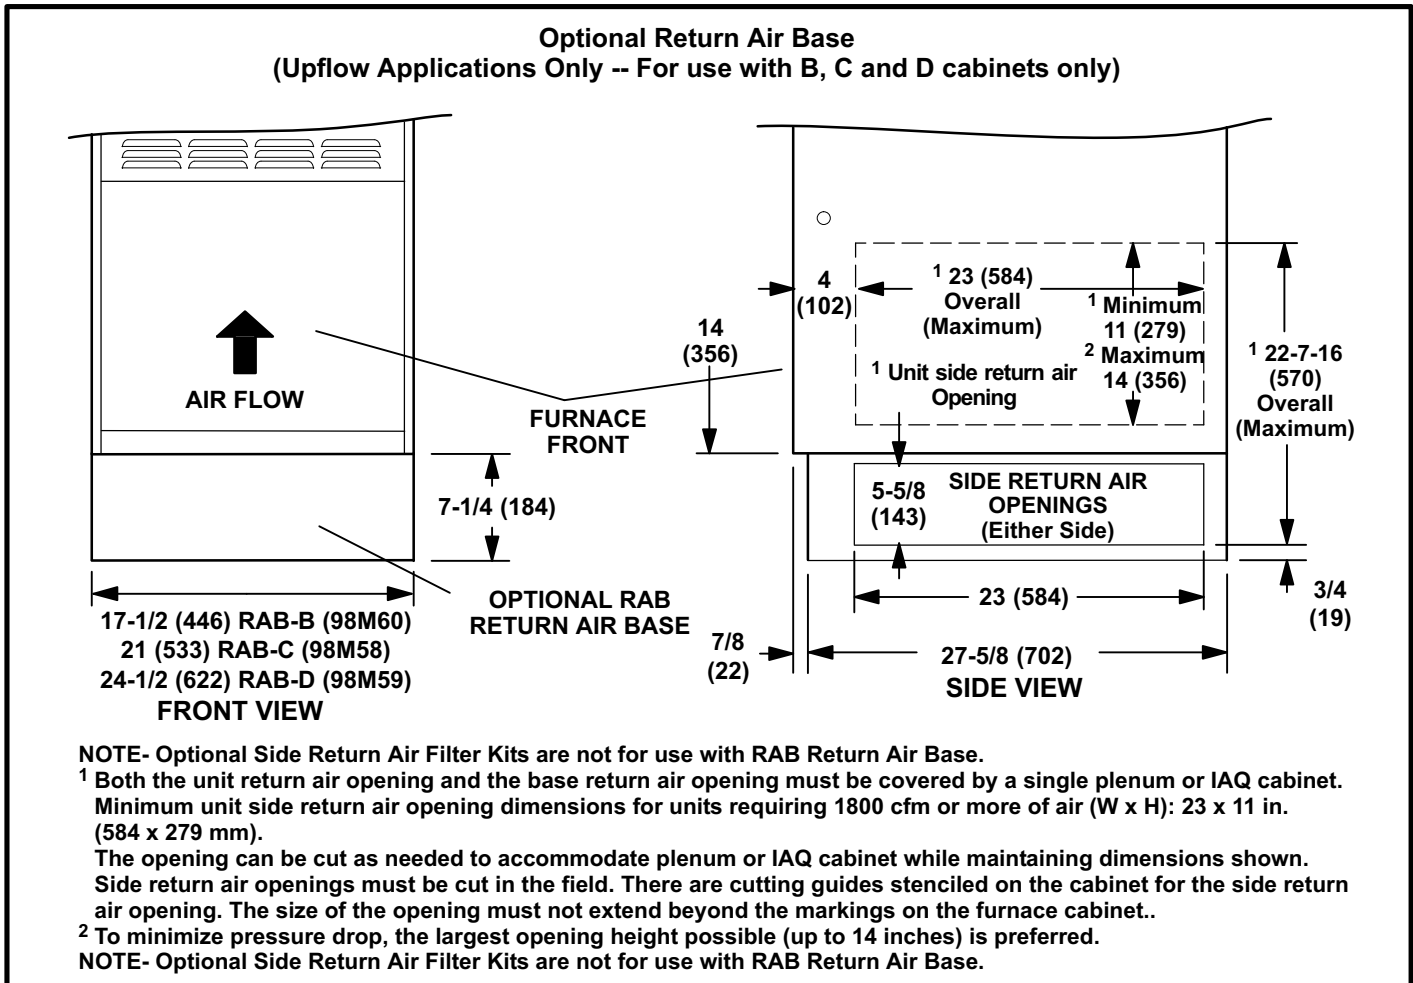 Optional Return Air Base
(Upflow Applications Only -- For use with B, C and D cabinets only)
AIR FLOW
FURNACE
FRONT
7-1/4 (184)
OPTIONAL RAB
RETURN AIR BASE
17-1/2 (446) RAB-B (98M60)
21 (533) RAB-C (98M58)
24-1/2 (622) RAB-D (98M59)
FRONT VIEW
14
(356)
4
(102)
1 23 (584)
Overall
(Maximum)
1 Minimum
11 (279)
2 Maximum
14 (356)
1 Unit side return air
Opening
1 22-7-16
(570)
Overall
(Maximum)
5-5/8
(143)
SIDE RETURN AIR
OPENINGS
(Either Side)
23 (584)
3/4
(19)
7/8
(22)
27-5/8 (702)
SIDE VIEW
NOTE- Optional Side Return Air Filter Kits are not for use with RAB Return Air Base.
1 Both the unit return air opening and the base return air opening must be covered by a single plenum or IAQ cabinet.
Minimum unit side return air opening dimensions for units requiring 1800 cfm or more of air (W x H): 23 x 11 in.
(584 x 279 mm).
The opening can be cut as needed to accommodate plenum or IAQ cabinet while maintaining dimensions shown.
Side return air openings must be cut in the field. There are cutting guides stenciled on the cabinet for the side return
air opening. The size of the opening must not extend beyond the markings on the furnace cabinet..
2 To minimize pressure drop, the largest opening height possible (up to 14 inches) is preferred.
NOTE- Optional Side Return Air Filter Kits are not for use with RAB Return Air Base.